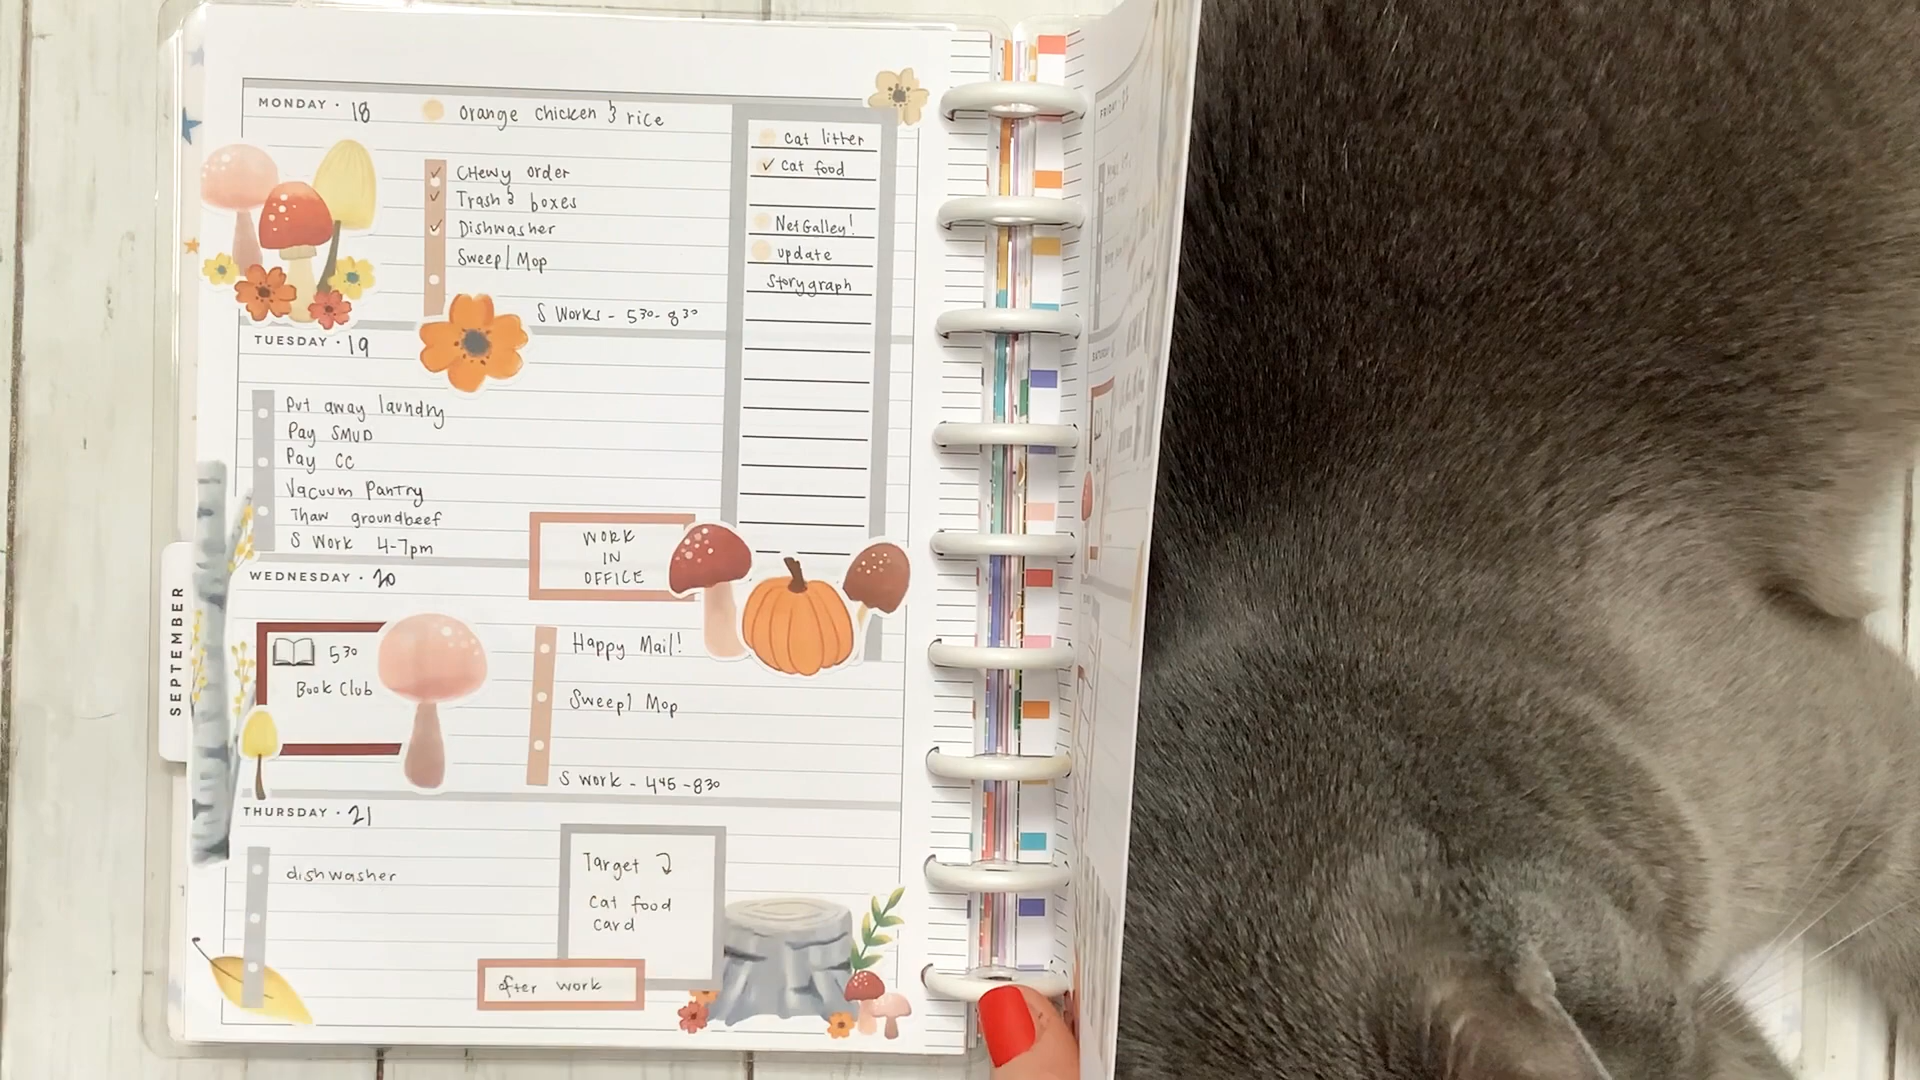 MONDAY · 18
Orange chicken & rice
CHewy order
Trash & boxes
Dishwasher
Sweep/Mop
S Works - 5³⁰- 8³⁰
cat litter
✓ cat food
NetGalley!
update
Storygraph
TUESDAY · 19
Put away laundry
Pay SMUD
Pay CC
Vacuum Pantry
Thaw groundbeef
S Work 4-7pm
WORK
IN
OFFICE
SEPTEMBER
WEDNESDAY · 20
5³⁰
Book Club
Happy Mail!
Sweep/ Mop
S work - 4⁴⁵ -8³⁰
THURSDAY · 21
dishwasher
Target
Cat food
card
after work
FRIDAY